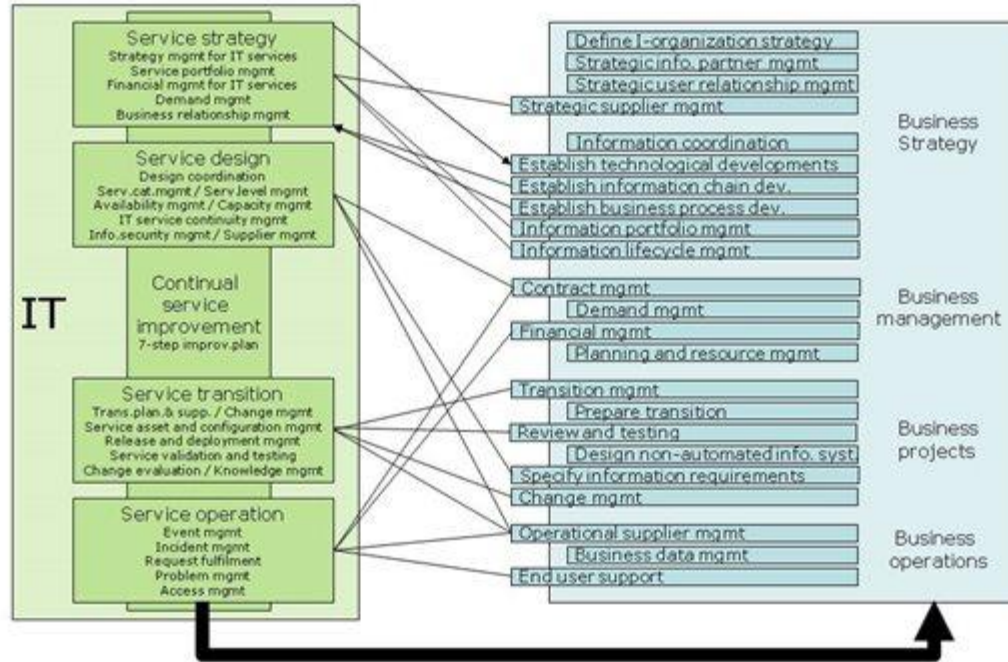 IT
Service strategy
Strategy mgmt for IT services
Service portfolio mgmt
Financial mgmt for IT services
Demand mgmt
Business relationship mgmt
Service design
Design coordination
Serv.cat.mgmt / Serv.level mgmt
Availability mgmt / Capacity mgmt
IT service continuity mgmt
Info.security mgmt / Supplier mgmt
Continual
service
improvement
7-step improv.plan
Service transition
Trans.plan.& supp. / Change mgmt
Service asset and configuration mgmt
Release and deployment mgmt
Service validation and testing
Change evaluation / Knowledge mgmt
Service operation
Event mgmt
Incident mgmt
Request fulfilment
Problem mgmt
Access mgmt
Define I-organization strategy
Strategic info. partner mgmt
Strategic user relationship mgmt
Strategic supplier mgmt
Information coordination
Establish technological developments
Establish information chain dev.
Establish business process dev.
Information portfolio mgmt
Information lifecycle mgmt
Business
Strategy
Contract mgmt
Demand mgmt
Financial mgmt
Planning and resource mgmt
Business
management
Transition mgmt
Prepare transition
Review and testing
Design non-automated info. syst.
Specify information requirements
Change mgmt
Business
projects
Operational supplier mgmt
Business data mgmt
End user support
Business
operations